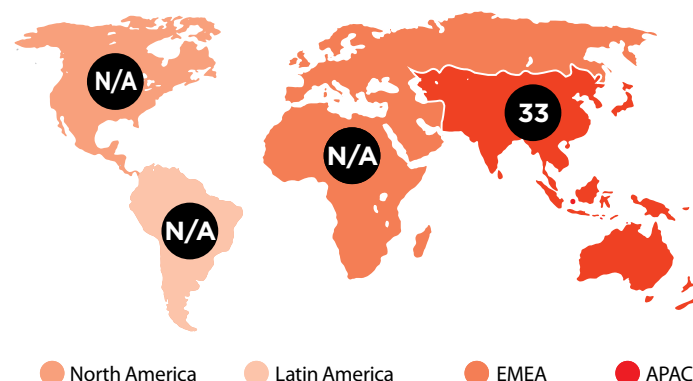 N/A
33
N/A
N/A
North America
Latin America
EMEA
APAC